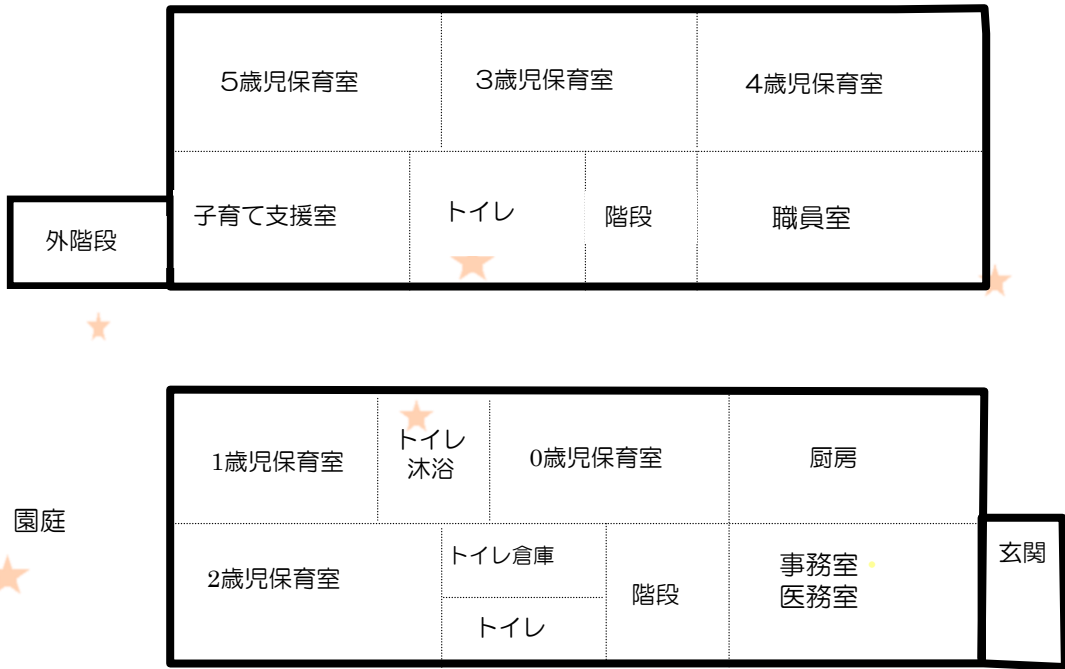 5歳児保育室
3歳児保育室
4歳児保育室
子育て支援室
トイレ
階段
職員室
外階段
1歳児保育室
トイレ
沐浴
0歳児保育室
厨房
園庭
2歳児保育室
トイレ倉庫
トイレ
階段
事務室
医務室
玄関